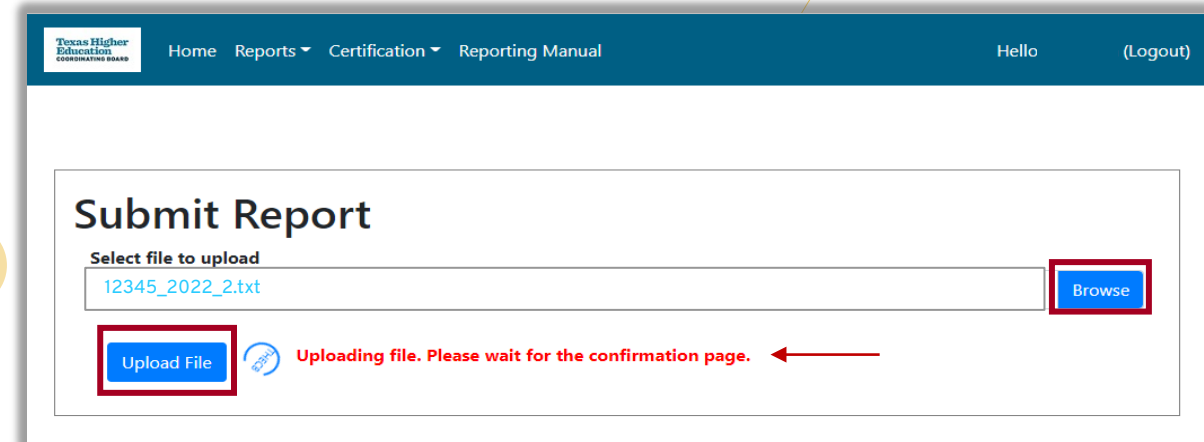 Texas Higher
Education
COORDINATING BOARD
Home Reports Certification Reporting Manual Hello (Logout)
Submit Report
Select file to upload
12345_2022_2.txt
Browse
Upload File
THECB
Uploading file. Please wait for the confirmation page.